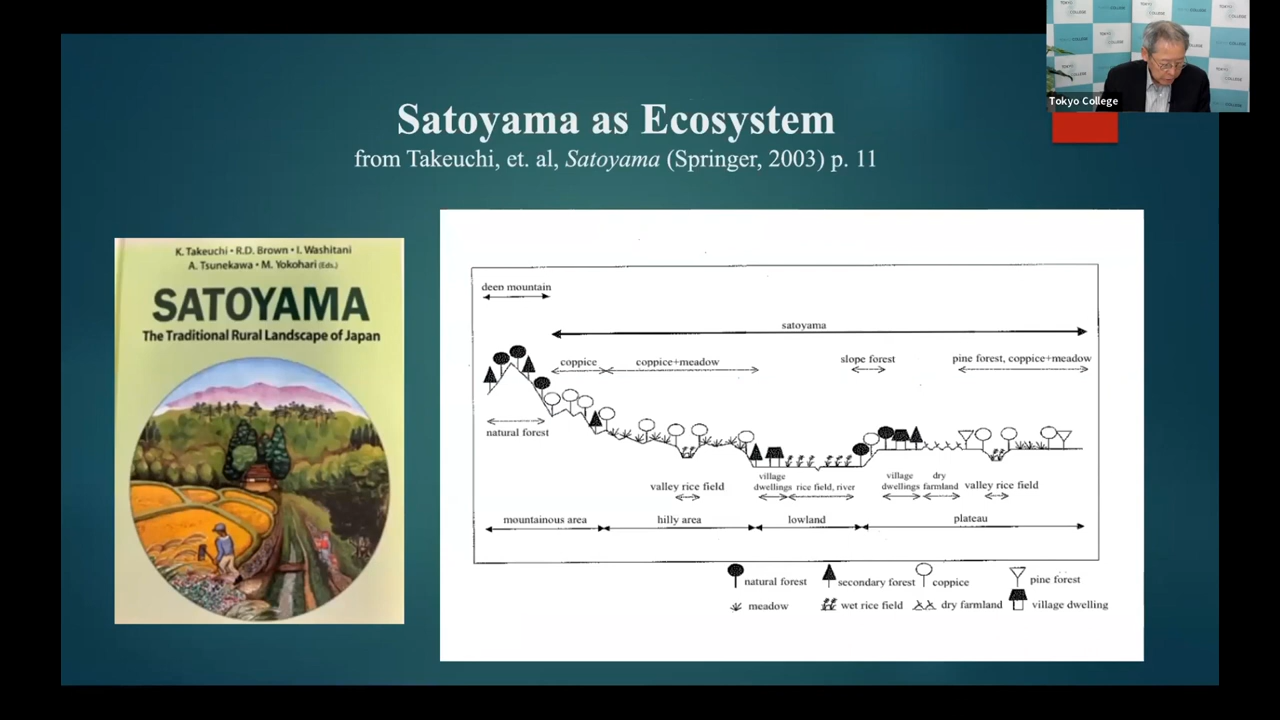 Satoyama as Ecosystem
from Takeuchi, et. al, Satoyama (Springer, 2003) p. 11
Tokyo College
K. Takeuchi • R.D. Brown • I. Washitani
A. Tsunekawa • M. Yokohari (Eds.)
SATOYAMA
The Traditional Rural Landscape of Japan
deep mountain
satoyama
coppice
coppice+meadow
slope forest
pine forest, coppice+meadow
natural forest
valley rice field
village
dwellings
rice field, river
village
dwellings
dry
farmland
valley rice field
mountainous area
hilly area
lowland
plateau
natural forest
secondary forest
coppice
pine forest
meadow
wet rice field
dry farmland
village dwelling